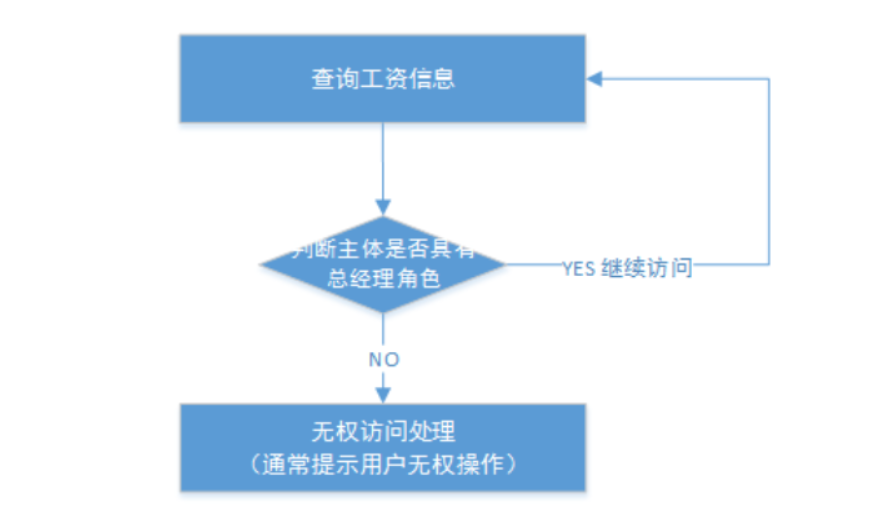 查询工资信息
判断主体是否具有
总经理角色
YES 继续访问
NO
无权访问处理
（通常提示用户无权操作）